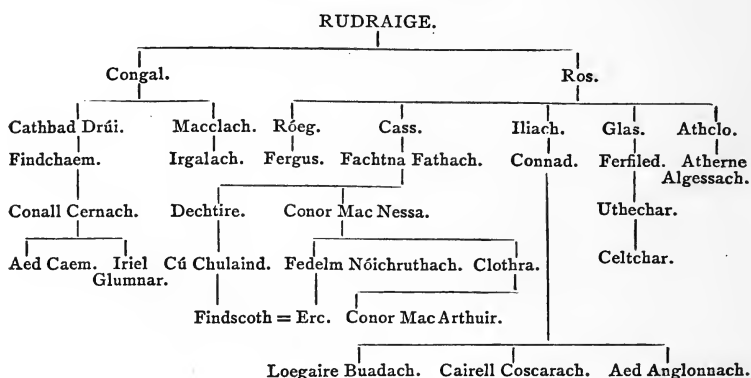 RUDRAIGE.
Congal. Ros.
Cathbad Drúi. Macclach. Róeg. Cass. Iliach. Glas. Athclo.
Findchaem. Irgalach. Fergus. Fachtna Fathach. Connad. Ferfiled. Atherne
Algessach.
Conall Cernach. Dechtire. Conor Mac Nessa. Uthechar.
Aed Caem. Iriel Cú Chulaind. Fedelm Nóichruthach. Clothra. Celtchar.
Glumnar.
Findscoth = Erc. Conor Mac Arthuir.
Loegaire Buadach. Cairell Coscarach. Aed Anglonnach.